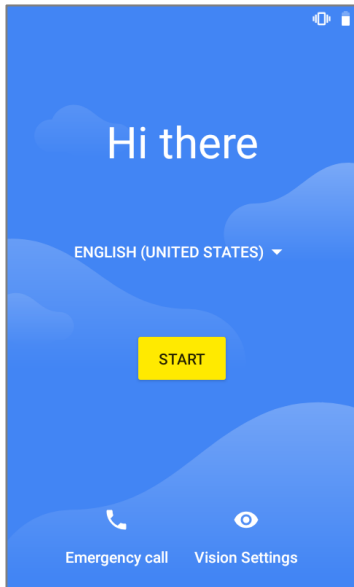 Hi there
ENGLISH (UNITED STATES)
START
Emergency call
Vision Settings